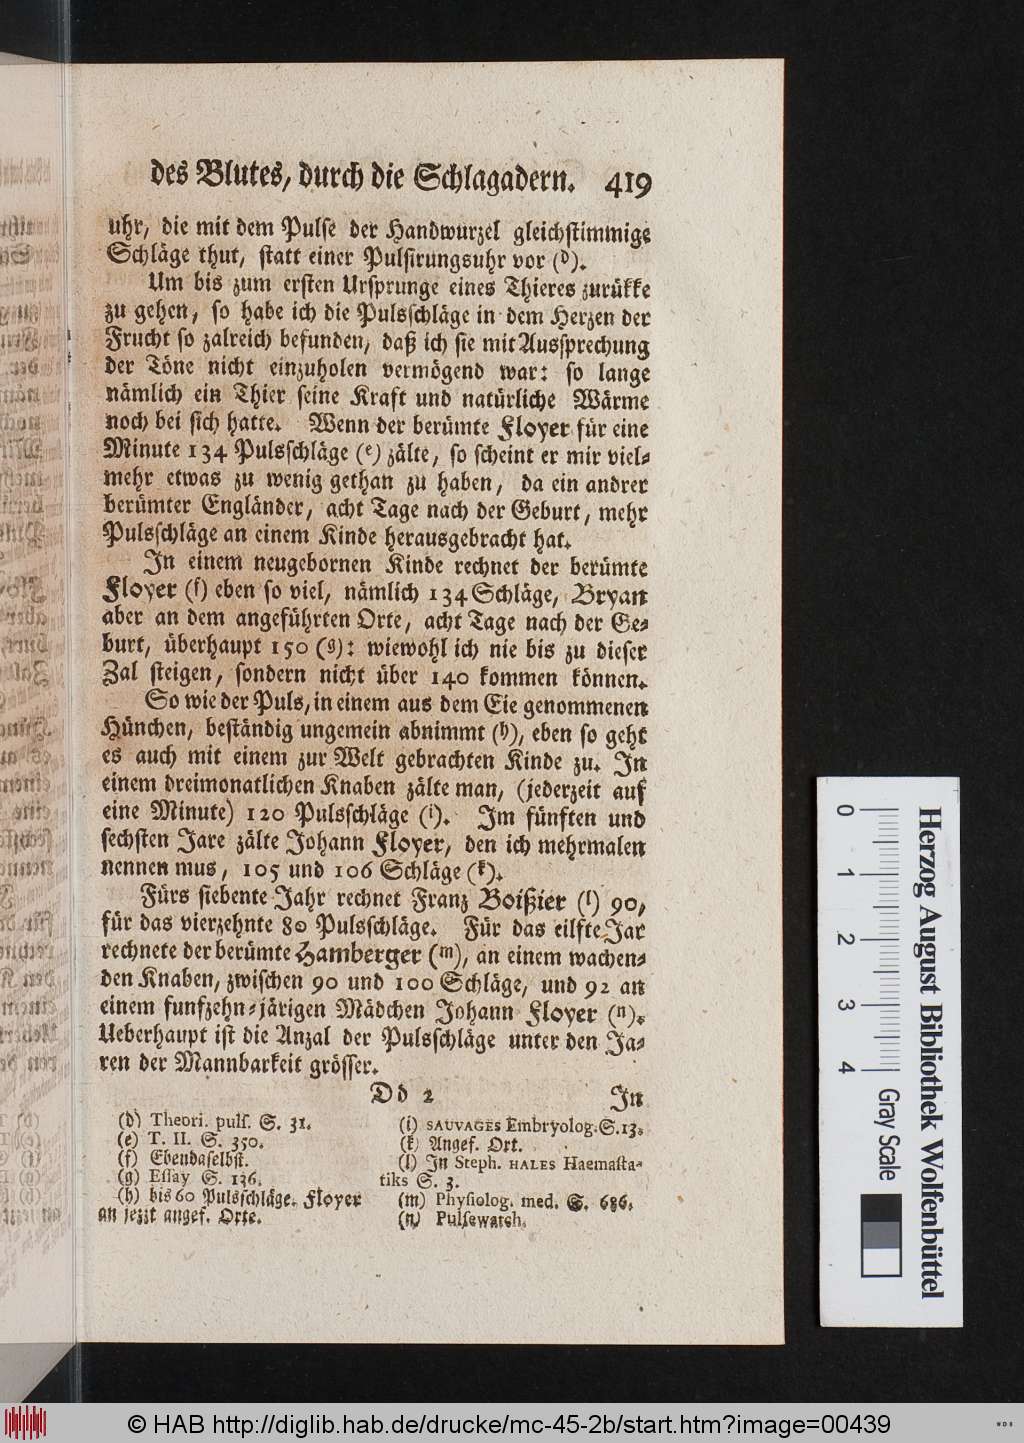 des Blutes, durch die Schlagadern. 419
uhr, die mit dem Pulse der Handwurzel gleichstimmige
Schläge thut, statt einer Pulsirungsuhr vor (d).
Um bis zum ersten Ursprunge eines Thieres zurükke
zu gehen, so habe ich die Pulsschläge in dem Herzen der
Frucht so zalreich befunden, daß ich sie mit Aussprechung
der Töne nicht einzuholen vermögend war: so lange
nämlich ein Thier seine Kraft und natürliche Wärme
noch bei sich hatte. Wenn der berümte Floyer für eine
Minute 134 Pulsschläge (e) zälte, so scheint er mir viel-
mehr etwas zu wenig gethan zu haben, da ein andrer
berümter Engländer, acht Tage nach der Geburt, mehr
Pulsschläge an einem Kinde herausgebracht hat.
In einem neugebornen Kinde rechnet der berümte
Floyer (f) eben so viel, nämlich 134 Schläge, Bryan
aber an dem angeführten Orte, acht Tage nach der Ge-
burt, überhaupt 150 (g): wiewohl ich nie bis zu dieser
Zal steigen, sondern nicht über 140 kommen können.
So wie der Puls, in einem aus dem Eie genommenen
Hünchen, beständig ungemein abnimmt (h), eben so geht
es auch mit einem zur Welt gebrachten Kinde zu. In
einem dreimonatlichen Knaben zälte man, (jederzeit auf
eine Minute) 120 Pulsschläge (i). Im fünften und
sechsten Jare zälte Johann Floyer, den ich mehrmalen
nennen mus, 105 und 106 Schläge (k).
Fürs siebente Jahr rechnet Franz Boißier (l) 90,
für das vierzehnte 80 Pulsschläge. Für das eilfte Jar
rechnete der berümte Hamberger (m), an einem wachen-
den Knaben, zwischen 90 und 100 Schläge, und 92 an
einem funfzehn-järigen Mädchen Johann Floyer (n).
Ueberhaupt ist die Anzal der Pulsschläge unter den Ja-
ren der Mannbarkeit grösser.
Dd 2 In
(d) Theori. pulf. S. 31.
(e) T. II. S. 350.
(f) Ebendaselbst.
(g) Essay S. 136.
(h) bis 60 Pulsschläge. Floyer
an jezzt angef. Orte.
(i) SAUVAGES Embryolog. S. 13.
(k) Angef. Ort.
(l) In Steph. HALES Haemasta-
tiks S. 3.
(m) Physiolog. med. S. 686.
(n) Pulsewatch.
0 1 2 3 4
Herzog August Bibliothek Wolfenbüttel
Gray Scale
© HAB http://diglib.hab.de/drucke/mc-45-2b/start.htm?image=00439